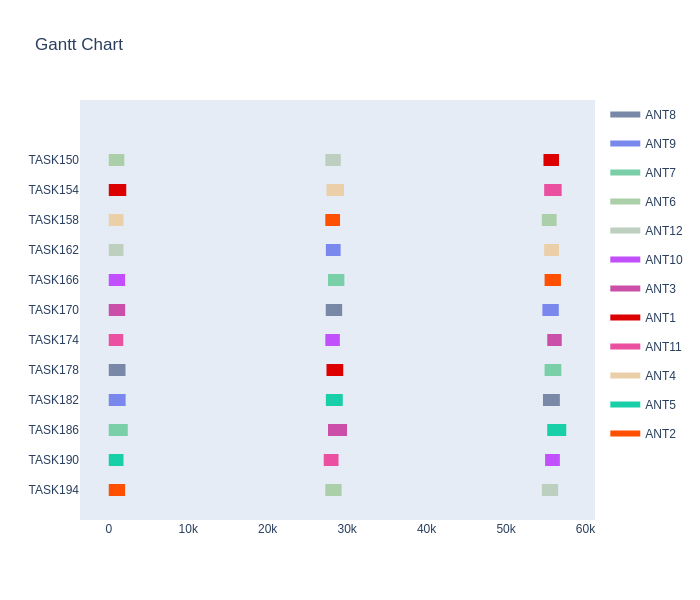 Gantt Chart
TASK150
TASK154
TASK158
TASK162
TASK166
TASK170
TASK174
TASK178
TASK182
TASK186
TASK190
TASK194
0 10k 20k 30k 40k 50k 60k
ANT8
ANT9
ANT7
ANT6
ANT12
ANT10
ANT3
ANT1
ANT11
ANT4
ANT5
ANT2